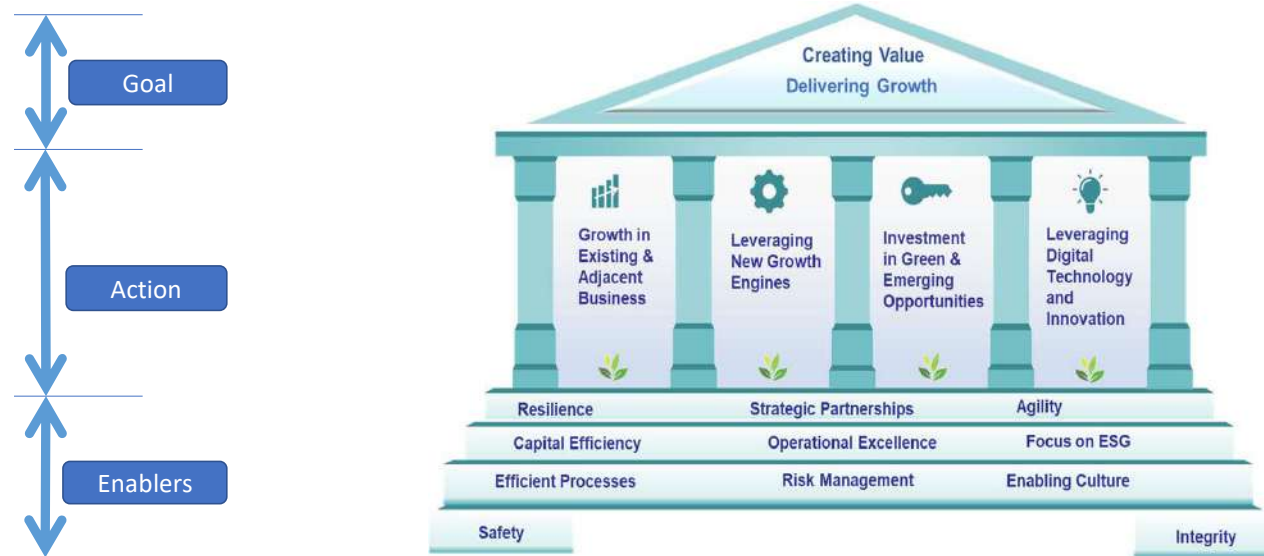 Goal
Action
Enablers
Creating Value
Delivering Growth
Growth in
Existing &
Adjacent
Business
Leveraging
New Growth
Engines
Investment
in Green &
Emerging
Opportunities
Leveraging
Digital
Technology
and
Innovation
Resilience
Strategic Partnerships
Agility
Capital Efficiency
Operational Excellence
Focus on ESG
Efficient Processes
Risk Management
Enabling Culture
Safety
Integrity